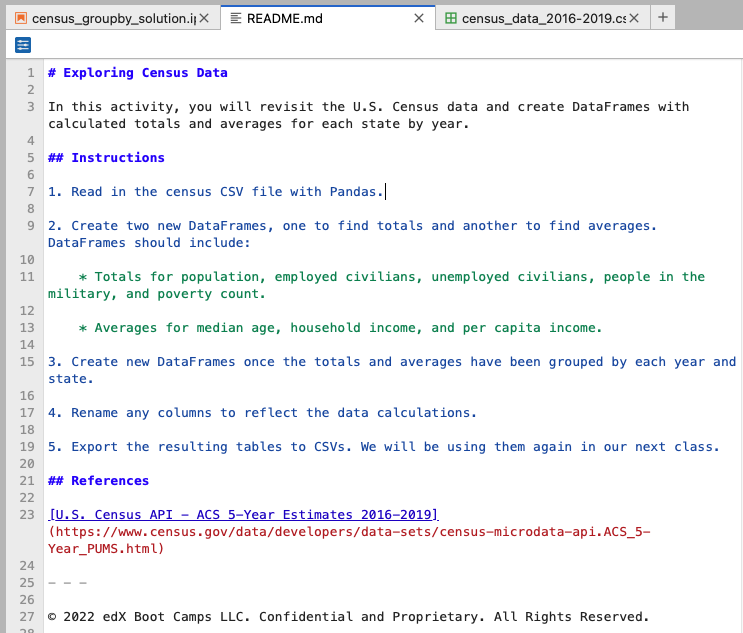 census_groupby_solution.i
README.md
census_data_2016-2019.cs
1 # Exploring Census Data
2
3 In this activity, you will revisit the U.S. Census data and create DataFrames with
calculated totals and averages for each state by year.
4
5 ## Instructions
6
7 1. Read in the census CSV file with Pandas.
8
9 2. Create two new DataFrames, one to find totals and another to find averages.
DataFrames should include:
10
11 * Totals for population, employed civilians, unemployed civilians, people in the
military, and poverty count.
12
13 * Averages for median age, household income, and per capita income.
14
15 3. Create new DataFrames once the totals and averages have been grouped by each year and
state.
16
17 4. Rename any columns to reflect the data calculations.
18
19 5. Export the resulting tables to CSVs. We will be using them again in our next class.
20
21 ## References
22
23 [U.S. Census API - ACS 5-Year Estimates 2016-2019]
(https://www.census.gov/data/developers/data-sets/census-microdata-api.ACS_5-
Year_PUMS.html)
24
25 - - -
26
27 © 2022 edX Boot Camps LLC. Confidential and Proprietary. All Rights Reserved.
28